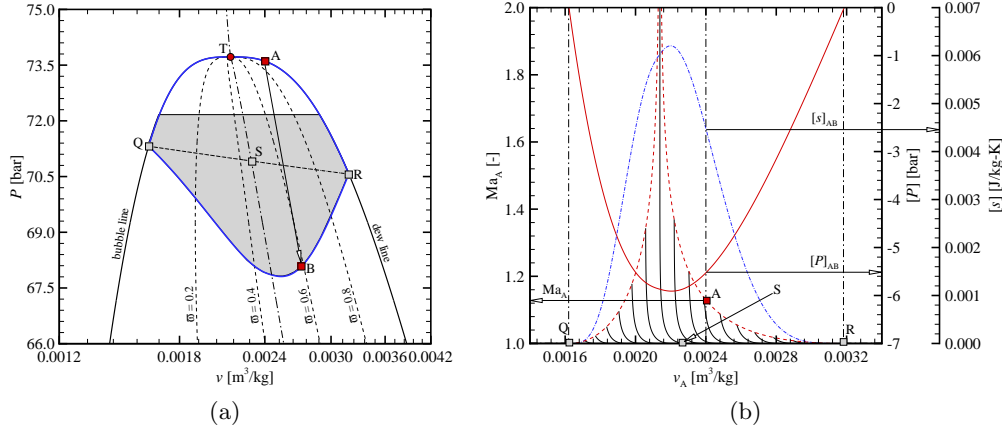 75.0
73.5
72.0
70.5
69.0
67.5
66.0
P [bar]
0.0012
0.0018
0.0024
0.0030
0.0036
0.0042
v [m³/kg]
T
A
Q
S
R
B
bubble line
dew line
ϖ = 0.2
ϖ = 0.4
ϖ = 0.6
ϖ = 0.8
(a)
2.0
1.8
1.6
1.4
1.2
1.0
Ma_A [-]
0.0016
0.0020
0.0024
0.0028
0.0032
v_A [m³/kg]
[s]_AB
[P]_AB
Ma_A
A
S
Q
R
0
-1
-2
-3
-4
-5
-6
-7
[P] [bar]
0.007
0.006
0.005
0.004
0.003
0.002
0.001
0.000
[s] [J/kg-K]
(b)